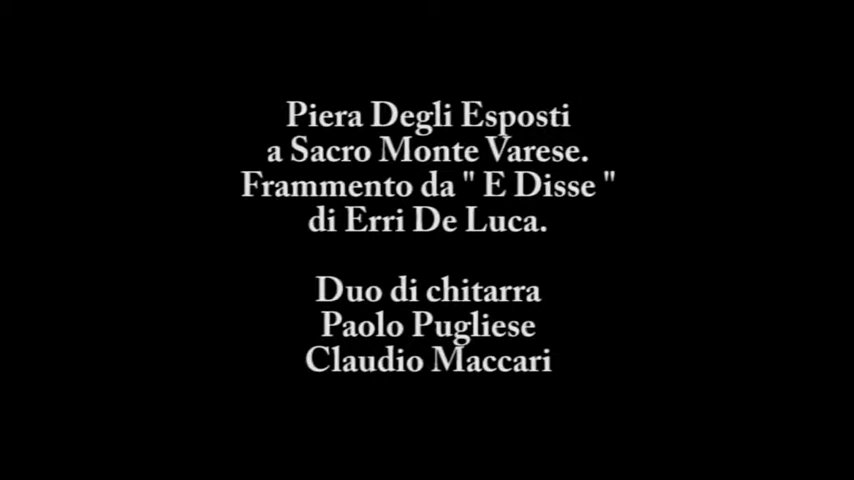 Piera Degli Esposti
a Sacro Monte Varese.
Frammento da " E Disse "
di Erri De Luca.
Duo di chitarra
Paolo Pugliese
Claudio Maccari